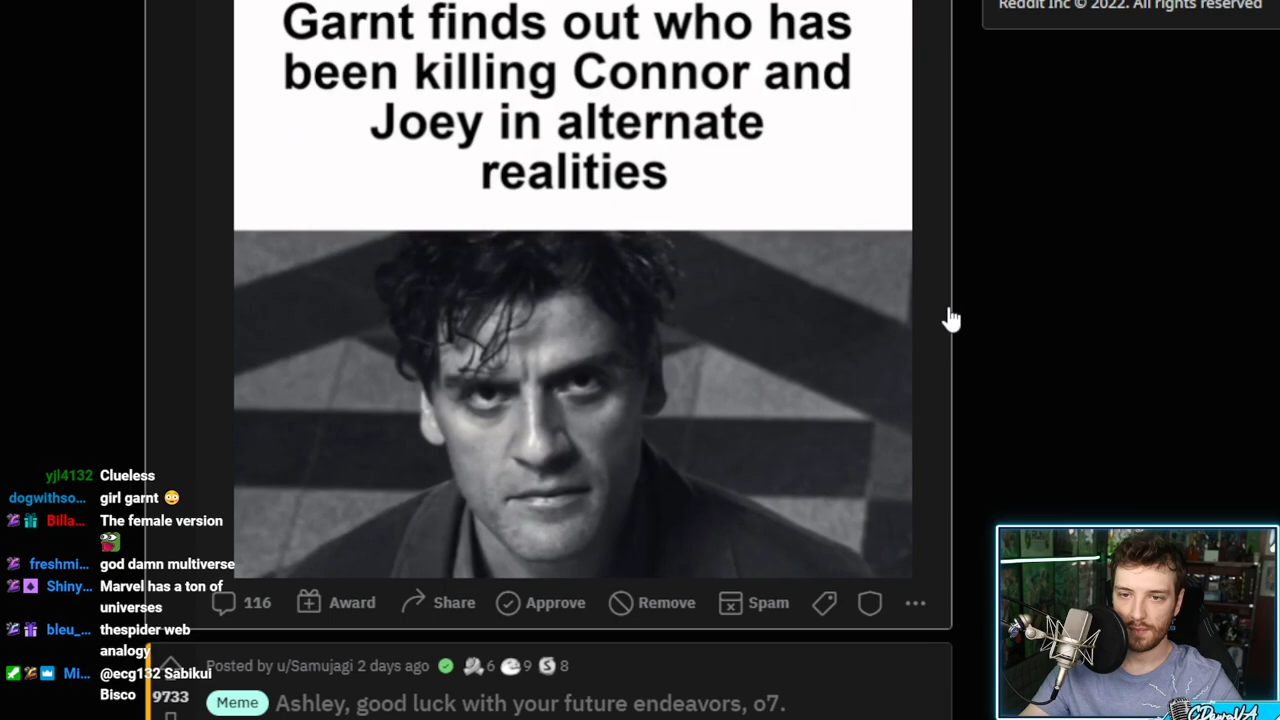 Reddit Inc © 2022. All rights reserved
Garnt finds out who has
been killing Connor and
Joey in alternate
realities
yjl4132 Clueless
dogwithso... girl garnt 😳
Billa... The female version
freshmi... god damn multiverse
Shiny... Marvel has a ton of
universes
bleu_... thespider web
analogy
Mi... @ecg132 Sabikui
Bisco
116 Award Share Approve Remove Spam ...
Posted by u/Samujagi 2 days ago 6 9 S 8
9733
Meme Ashley, good luck with your future endeavors, o7.